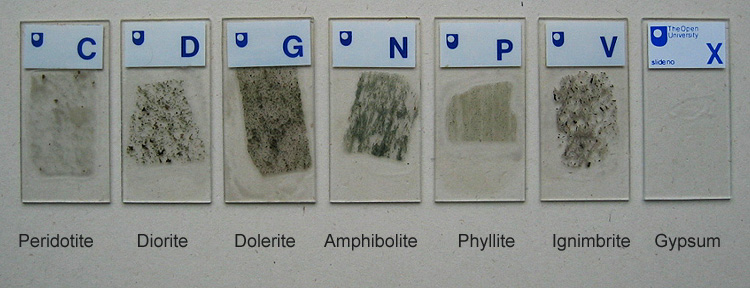 C
D
G
N
P
V
The Open
University
slide no
X
Peridotite
Diorite
Dolerite
Amphibolite
Phyllite
Ignimbrite
Gypsum